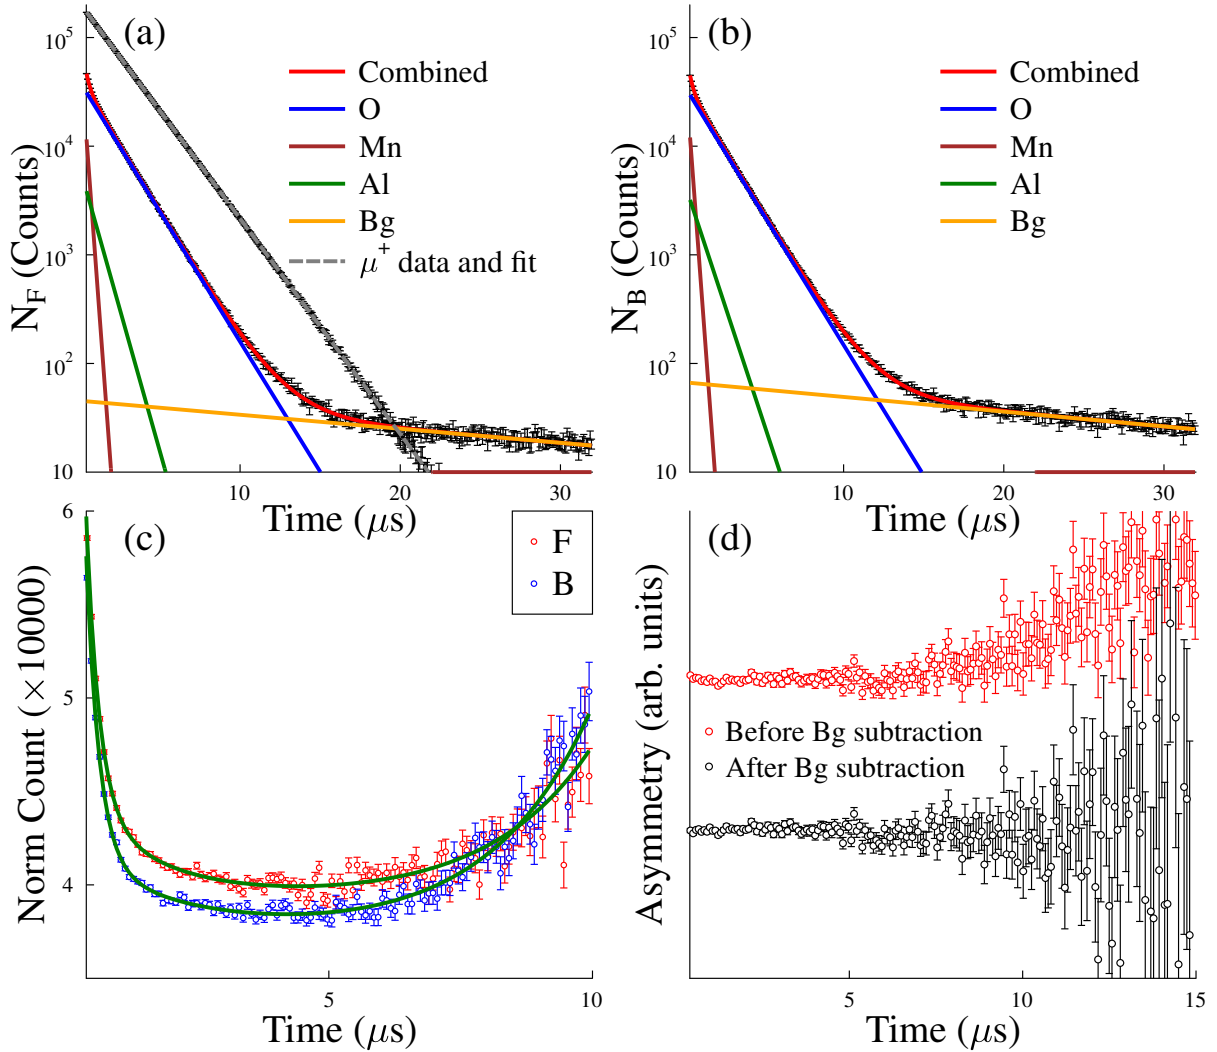 (a)
N_F (Counts)
10^5
10^4
10^3
10^2
10
Combined
O
Mn
Al
Bg
μ^+ data and fit
10
20
30
Time (μs)
(b)
N_B (Counts)
10^5
10^4
10^3
10^2
10
Combined
O
Mn
Al
Bg
10
20
30
Time (μs)
(c)
Norm Count (×10000)
6
5
4
F
B
5
10
Time (μs)
(d)
Asymmetry (arb. units)
Before Bg subtraction
After Bg subtraction
5
10
15
Time (μs)